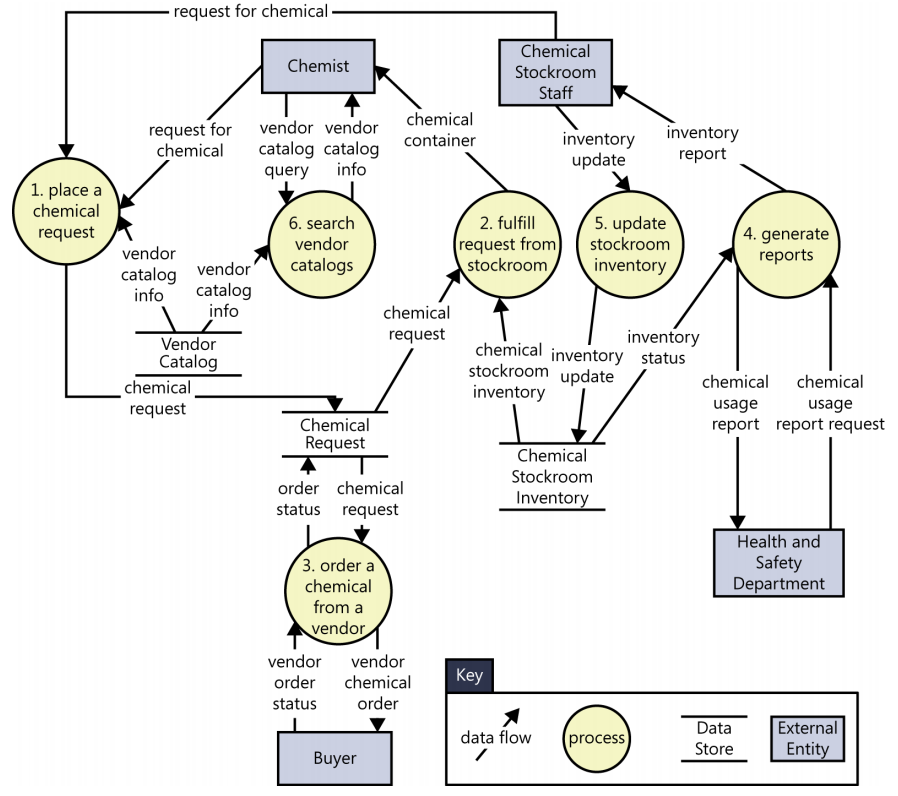 request for chemical
Chemist
Chemical
Stockroom
Staff
request for
chemical
vendor
catalog
query
vendor
catalog
info
chemical
container
inventory
update
inventory
report
1. place a
chemical
request
6. search
vendor
catalogs
2. fulfill
request from
stockroom
5. update
stockroom
inventory
4. generate
reports
vendor
catalog
info
vendor
catalog
info
Vendor
Catalog
chemical
request
chemical
request
chemical
stockroom
inventory
inventory
update
inventory
status
chemical
usage
report
chemical
usage
report request
Chemical
Request
Chemical
Stockroom
Inventory
order
status
chemical
request
Health and
Safety
Department
3. order a
chemical
from a
vendor
vendor
order
status
vendor
chemical
order
Buyer
Key
data flow
process
Data
Store
External
Entity